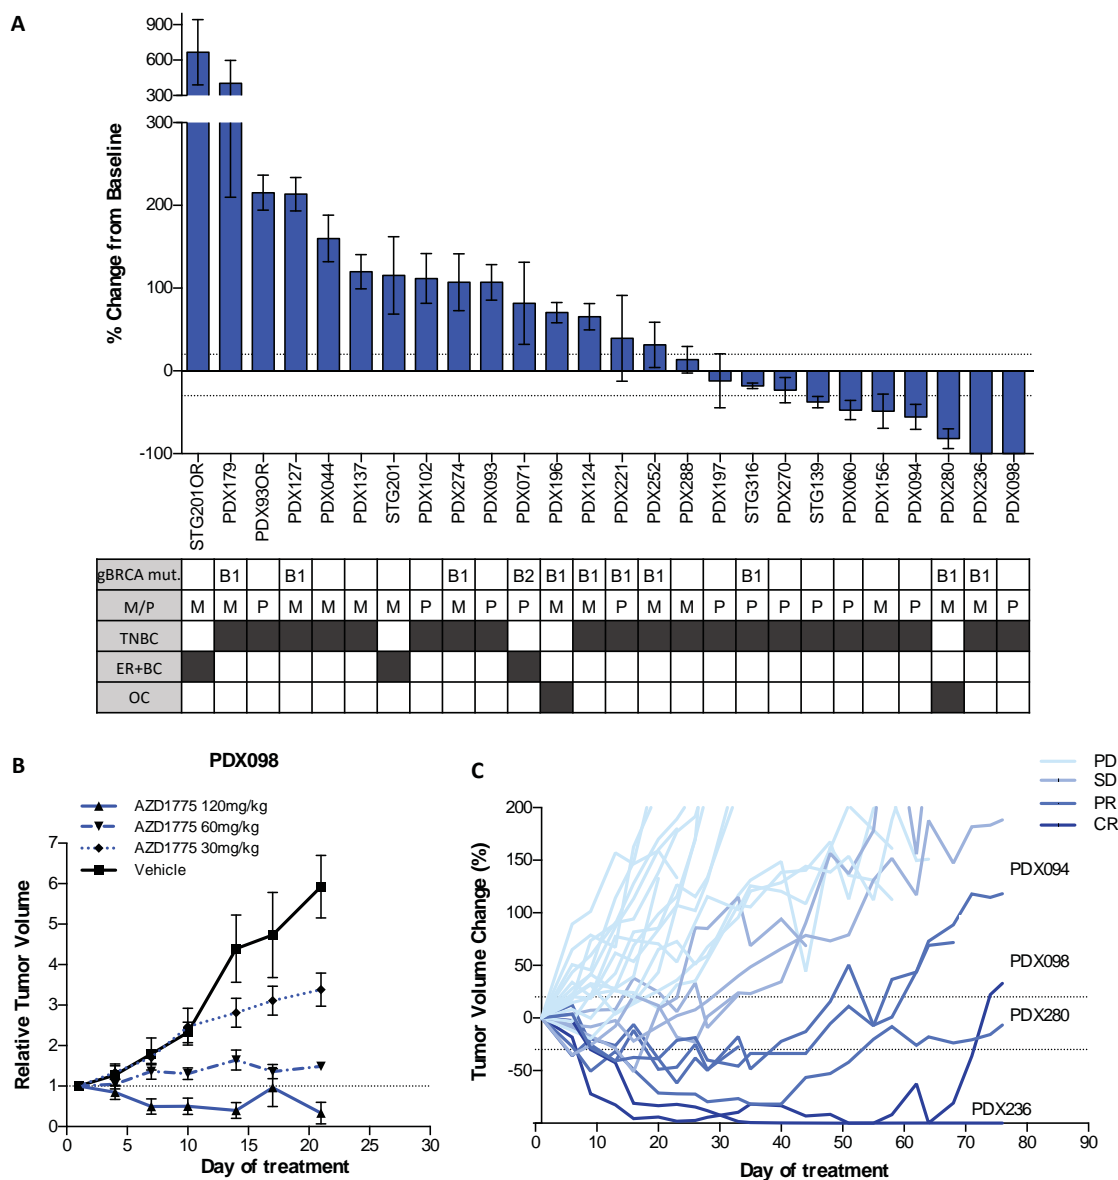 A
900
600
300
300
200
100
0
-100
% Change from Baseline
STG201OR PDX179 PDX93OR PDX127 PDX044 PDX137 STG201 PDX102 PDX274 PDX093 PDX071 PDX196 PDX124 PDX221 PDX252 PDX288 PDX197 STG316 PDX270 STG139 PDX060 PDX156 PDX094 PDX280 PDX236 PDX098
gBRCA mut. B1 B1 B1 B2 B1 B1 B1 B1 B1 B1 B1
M/P M M P M M M M P M P P M M P M M P P P P P M P M M P
TNBC
ER+BC
OC
B
PDX098
AZD1775 120mg/kg
AZD1775 60mg/kg
AZD1775 30mg/kg
Vehicle
7
6
5
4
3
2
1
0
Relative Tumor Volume
0 5 10 15 20 25 30
Day of treatment
C
PD
SD
PR
CR
200
150
100
50
0
-50
Tumor Volume Change (%)
PDX094
PDX098
PDX280
PDX236
0 10 20 30 40 50 60 70 80 90
Day of treatment